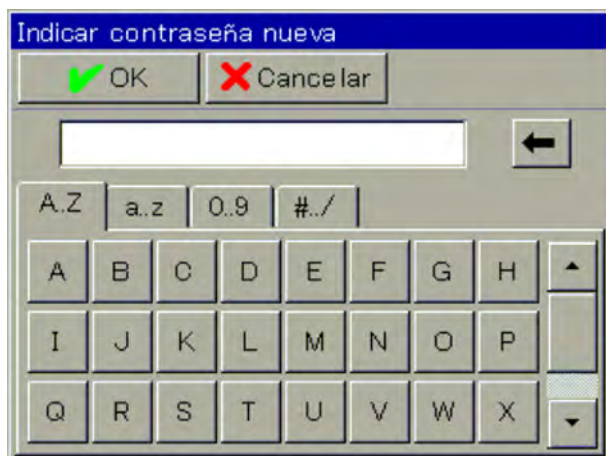 Indicar contraseña nueva
OK Cancelar
A..Z a..z 0..9 #../
A B C D E F G H
I J K L M N O P
Q R S T U V W X